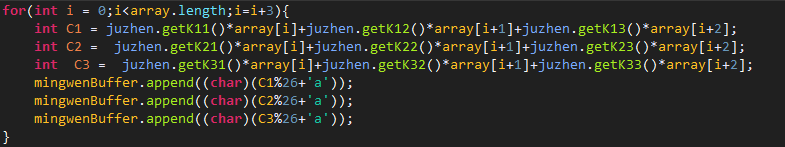 for(int i = 0;i<array.length;i=i+3){
    int C1 = juzhen.getK11()*array[i]+juzhen.getK12()*array[i+1]+juzhen.getK13()*array[i+2];
    int C2 =  juzhen.getK21()*array[i]+juzhen.getK22()*array[i+1]+juzhen.getK23()*array[i+2];
    int  C3 =  juzhen.getK31()*array[i]+juzhen.getK32()*array[i+1]+juzhen.getK33()*array[i+2];
    mingwenBuffer.append((char)(C1%26+'a'));
    mingwenBuffer.append((char)(C2%26+'a'));
    mingwenBuffer.append((char)(C3%26+'a'));
}